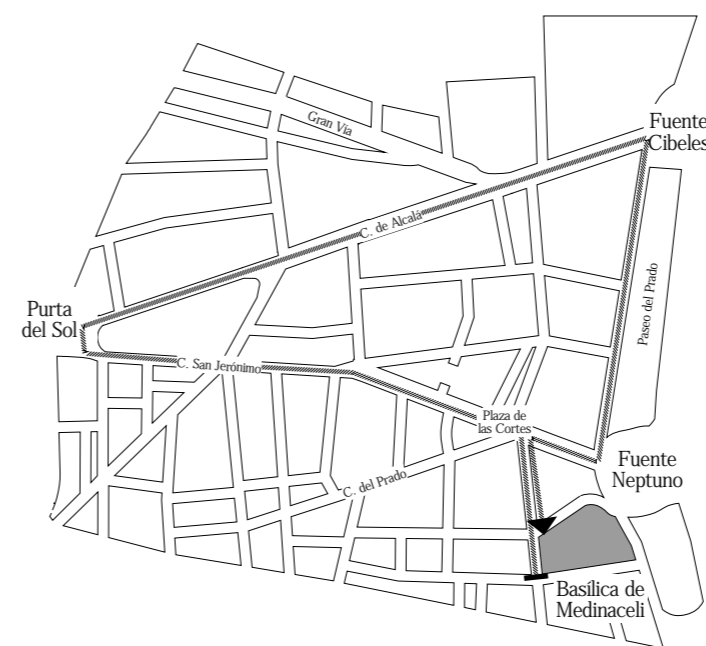 Gran Via
Fuente
Cibeles
C. de Alcalá
Paseo del Prado
Purta
del Sol
C. San Jerónimo
Plaza de
las Cortes
Fuente
Neptuno
C. del Prado
Basílica de
Medinaceli